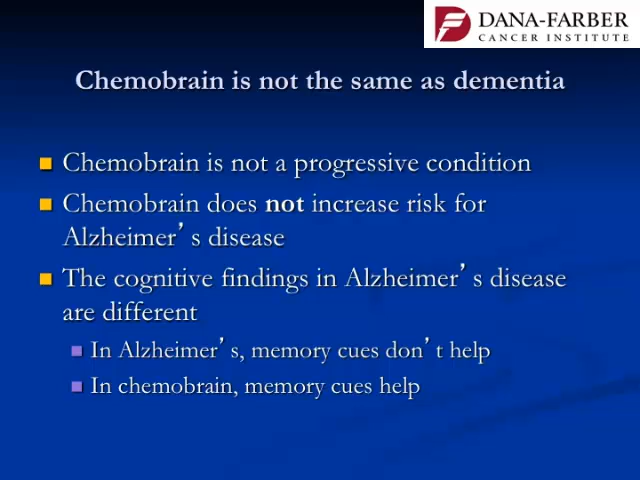 DANA-FARBER
CANCER INSTITUTE
Chemobrain is not the same as dementia
Chemobrain is not a progressive condition
Chemobrain does not increase risk for
Alzheimer’s disease
The cognitive findings in Alzheimer’s disease
are different
In Alzheimer’s, memory cues don’t help
In chemobrain, memory cues help